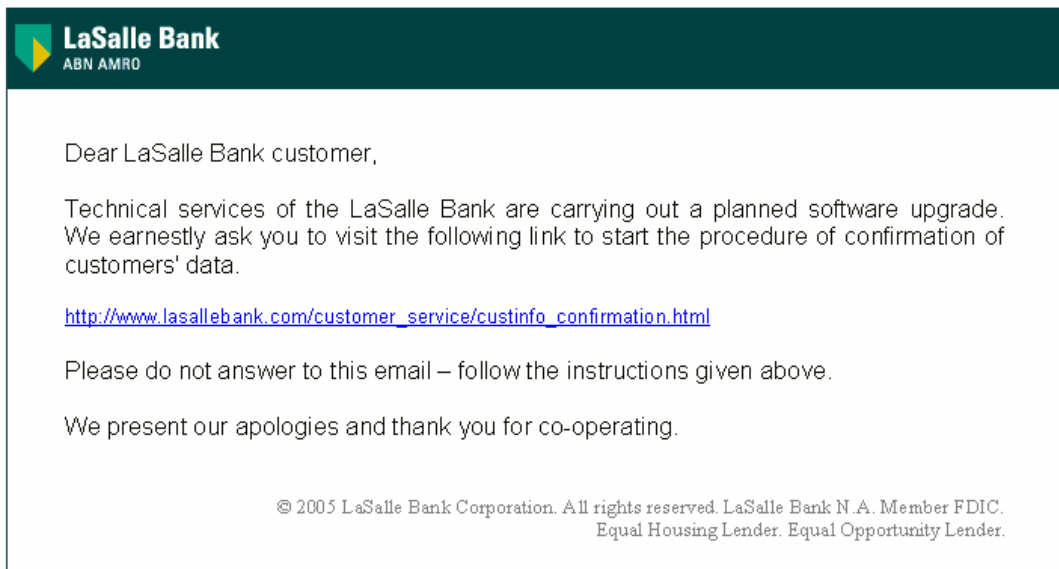 LaSalle Bank
ABN AMRO
Dear LaSalle Bank customer,
Technical services of the LaSalle Bank are carrying out a planned software upgrade.
We earnestly ask you to visit the following link to start the procedure of confirmation of
customers' data.
http://www.lasallebank.com/customer_service/custinfo_confirmation.html
Please do not answer to this email – follow the instructions given above.
We present our apologies and thank you for co-operating.
© 2005 LaSalle Bank Corporation. All rights reserved. LaSalle Bank N.A. Member FDIC.
Equal Housing Lender. Equal Opportunity Lender.